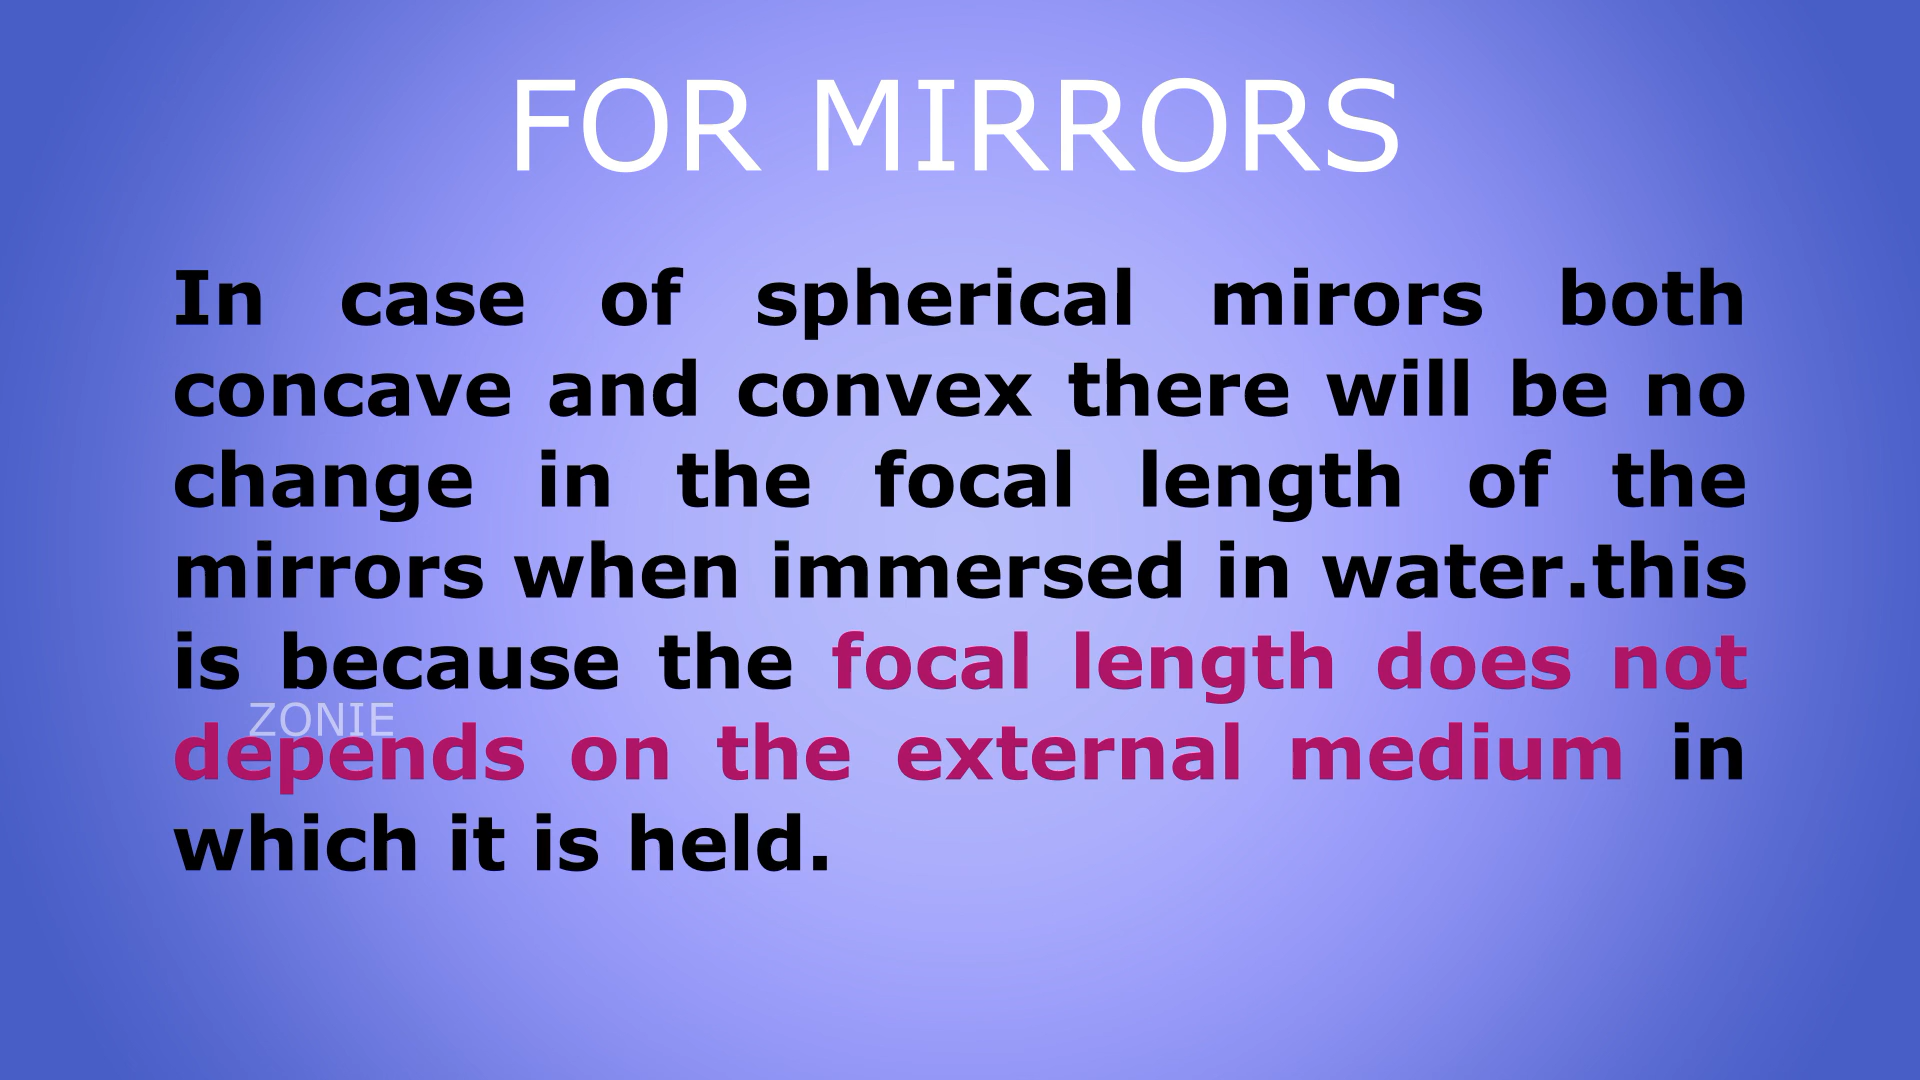 FOR MIRRORS
In case of spherical mirors both
concave and convex there will be no
change in the focal length of the
mirrors when immersed in water.this
is because the focal length does not
ZONIE
depends on the external medium in
which it is held.